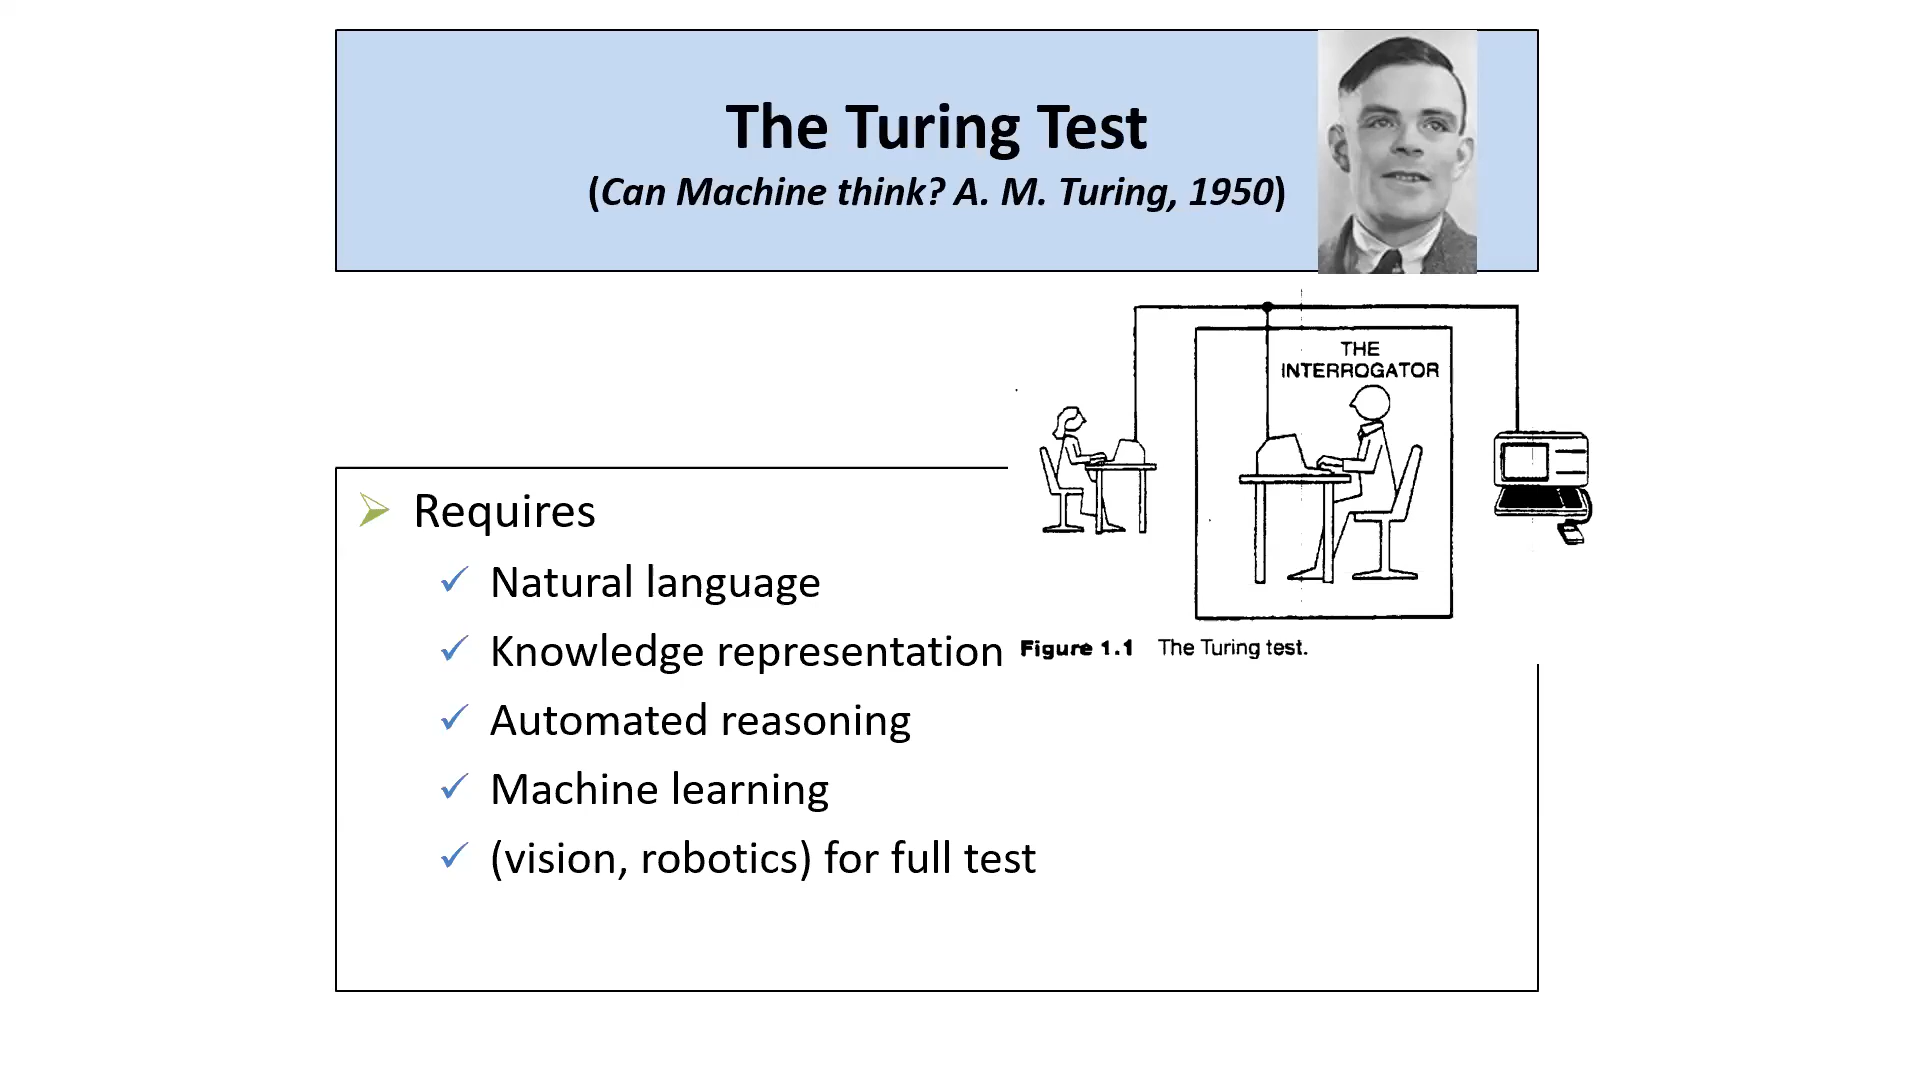 The Turing Test
(Can Machine think? A. M. Turing, 1950)
THE
INTERROGATOR
Figure 1.1 The Turing test.
Requires
Natural language
Knowledge representation
Automated reasoning
Machine learning
(vision, robotics) for full test